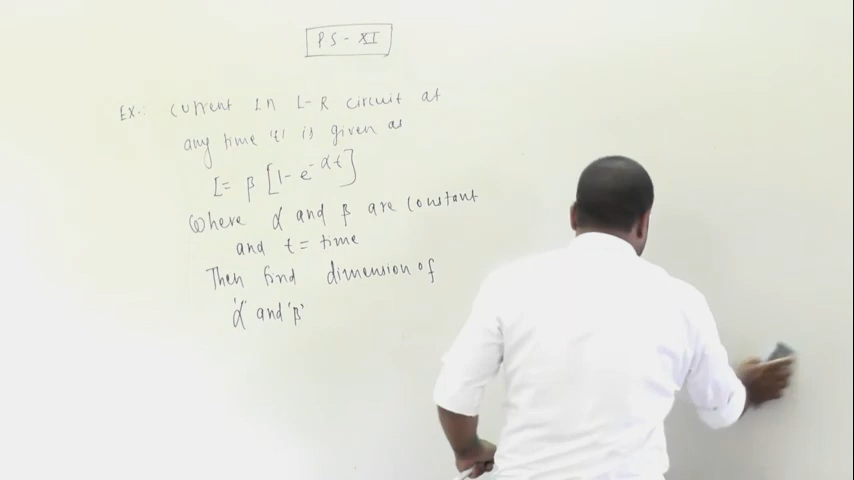 PS - XI
Ex:. current in L-R circuit at
any time 't' is given as
I = β [1 - e^-αt]
Where α and β are constant
and t = time
Then find dimension of
'α' and 'β'